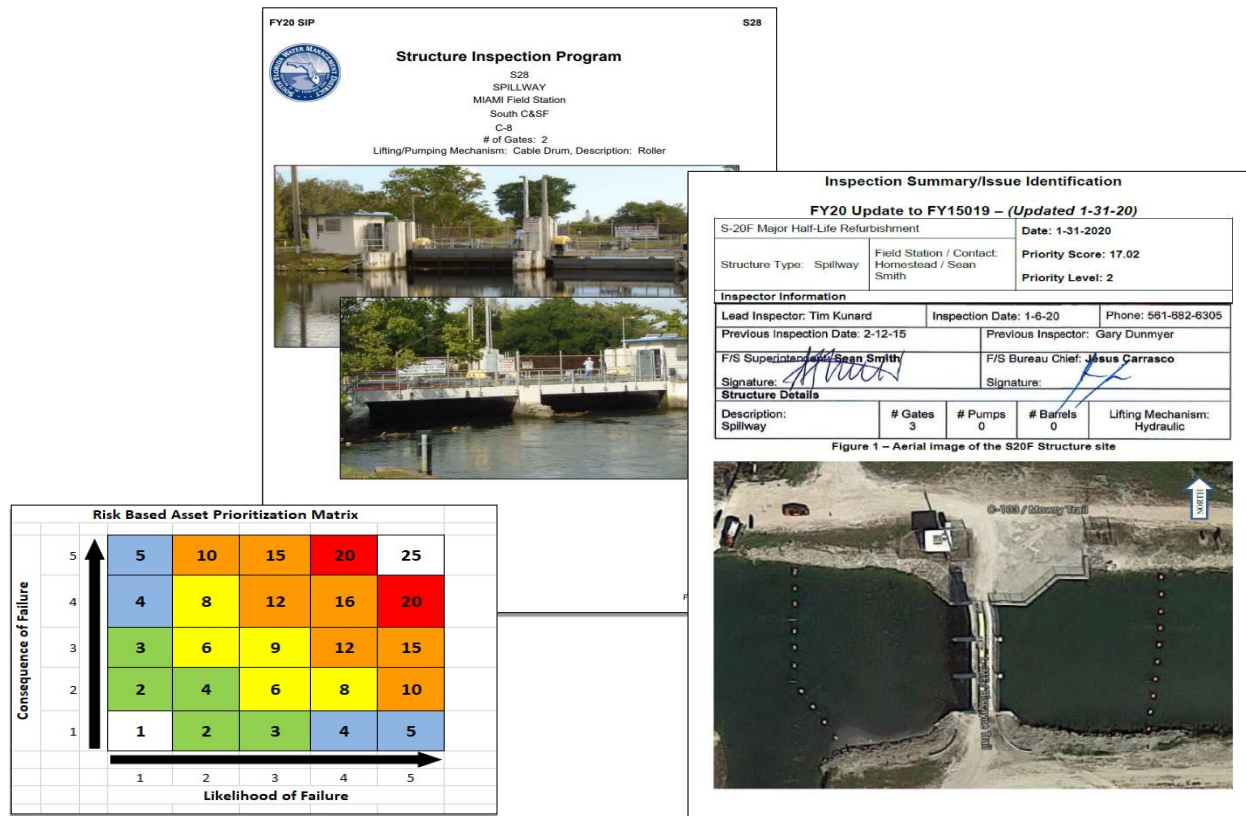 FY20 SIP
S28
SOUTH FLORIDA WATER MANAGEMENT DISTRICT
Structure Inspection Program
S28
SPILLWAY
MIAMI Field Station
South C&SF
C-8
# of Gates: 2
Lifting/Pumping Mechanism: Cable Drum, Description: Roller
Inspection Summary/Issue Identification
FY20 Update to FY15019 – (Updated 1-31-20)
S-20F Major Half-Life Refurbishment
Date: 1-31-2020
Structure Type: Spillway
Field Station / Contact:
Homestead / Sean
Smith
Priority Score: 17.02
Priority Level: 2
Inspector Information
Lead Inspector: Tim Kunard
Inspection Date: 1-6-20
Phone: 561-682-6305
Previous Inspection Date: 2-12-15
Previous Inspector: Gary Dunmyer
F/S Superintendent: Sean Smith
F/S Bureau Chief: Jesus Carrasco
Signature:
Signature:
Structure Details
Description:
Spillway
# Gates
3
# Pumps
0
# Barrels
0
Lifting Mechanism:
Hydraulic
Figure 1 – Aerial image of the S20F Structure site
NORTH
C-103 / Mowry Trail
Risk Based Asset Prioritization Matrix
Consequence of Failure
5 5 10 15 20 25
4 4 8 12 16 20
3 3 6 9 12 15
2 2 4 6 8 10
1 1 2 3 4 5
1 2 3 4 5
Likelihood of Failure